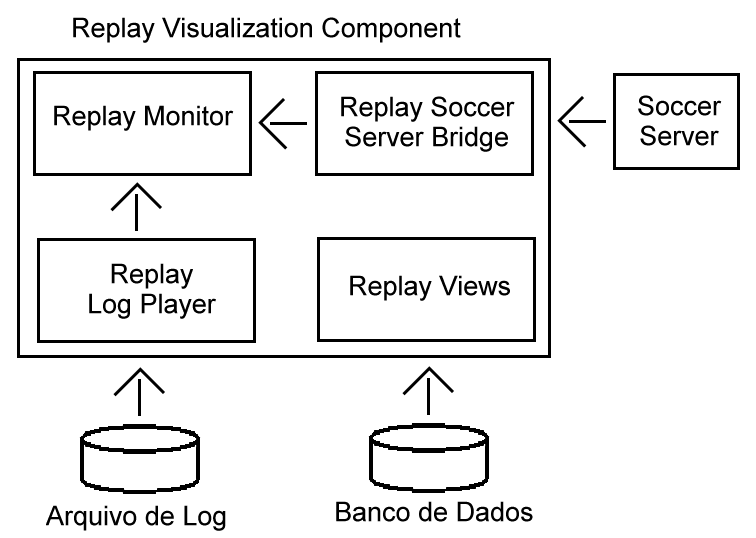 Replay Visualization Component
Replay Monitor
Replay Soccer
Server Bridge
Soccer
Server
Replay
Log Player
Replay Views
Arquivo de Log
Banco de Dados